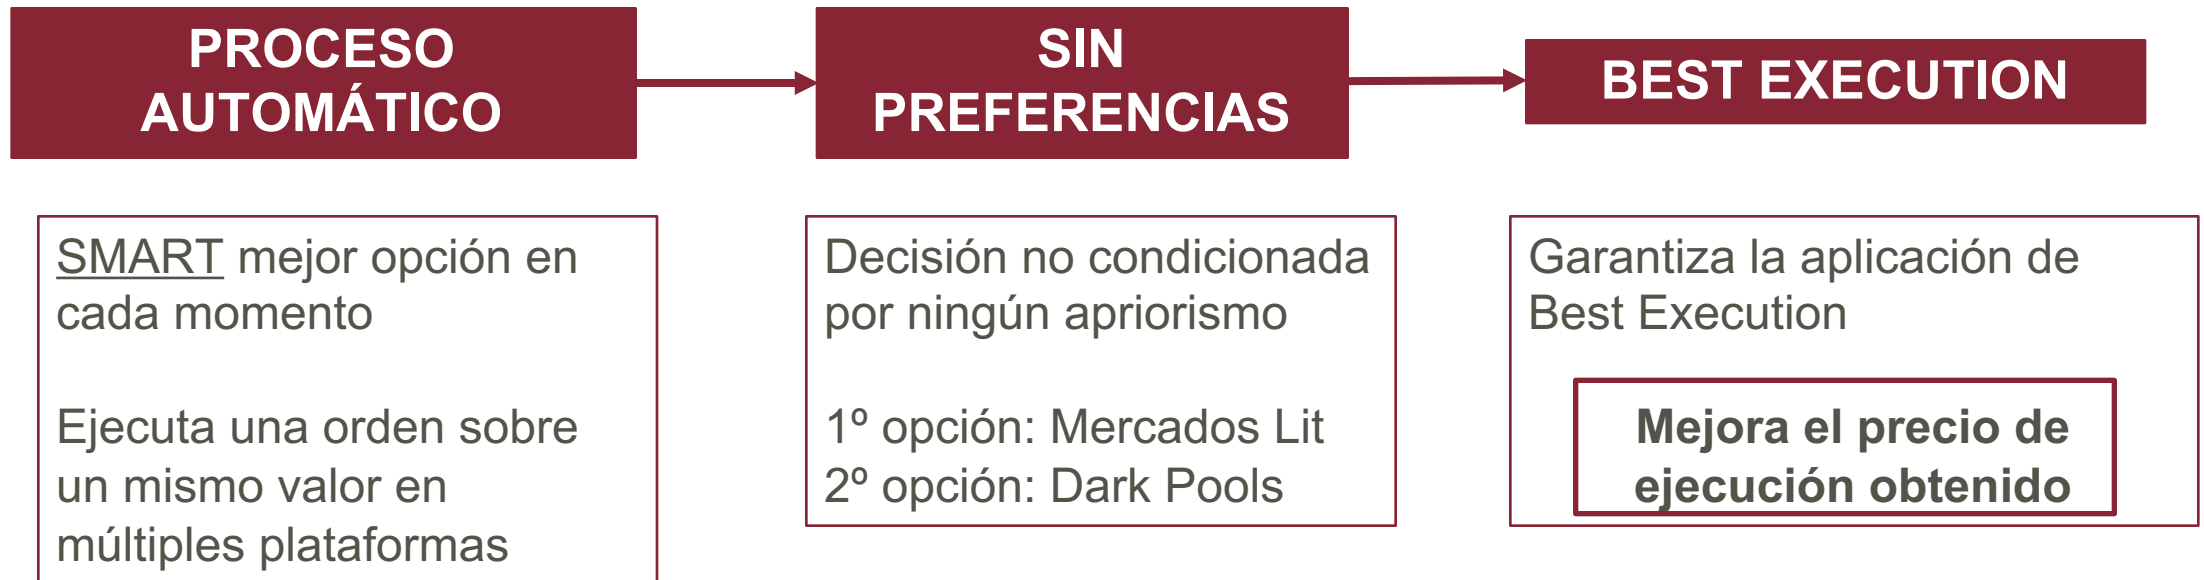 PROCESO
AUTOMÁTICO
SIN
PREFERENCIAS
BEST EXECUTION
SMART mejor opción en
cada momento
Ejecuta una orden sobre
un mismo valor en
múltiples plataformas
Decisión no condicionada
por ningún apriorismo
1º opción: Mercados Lit
2º opción: Dark Pools
Garantiza la aplicación de
Best Execution
Mejora el precio de
ejecución obtenido